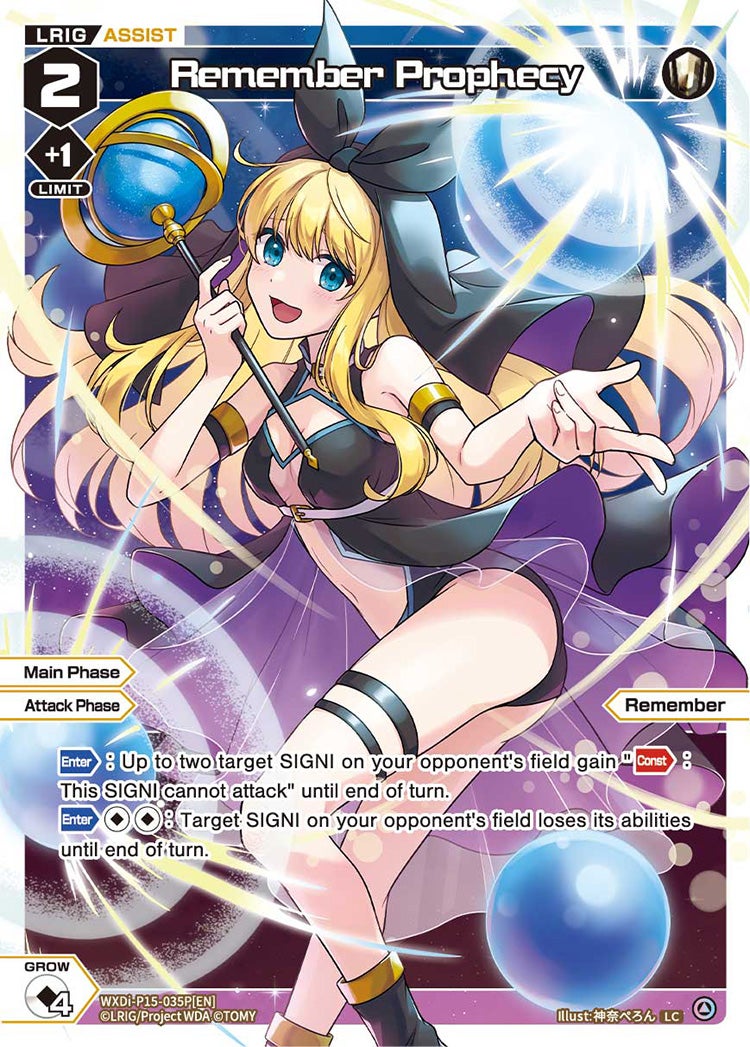 LRIG ASSIST
2
Remember Prophecy
+1
LIMIT
Main Phase
Attack Phase
Remember
Enter : Up to two target SIGNI on your opponent's field gain "Const :
This SIGNI cannot attack" until end of turn.
Enter : Target SIGNI on your opponent's field loses its abilities
until end of turn.
GROW
4
WXDi-P15-035P[EN]
©LRIG/Project WDA ©TOMY
Illust:神奈ぺろん LC